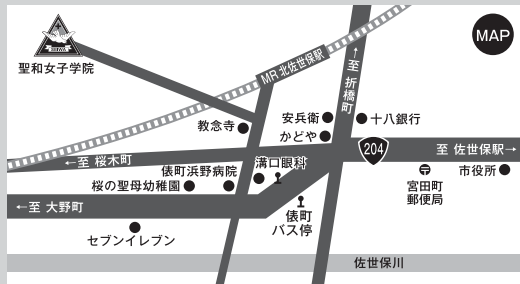 MAP
聖和女子学院
MR 北佐世保駅
←至 折橋町
教念寺
安兵衛
十八銀行
かどや
204
至 佐世保駅→
←至 桜木町
俵町浜野病院
溝口眼科
桜の聖母幼稚園
宮田町
郵便局
市役所
←至 大野町
俵町
バス停
セブンイレブン
佐世保川